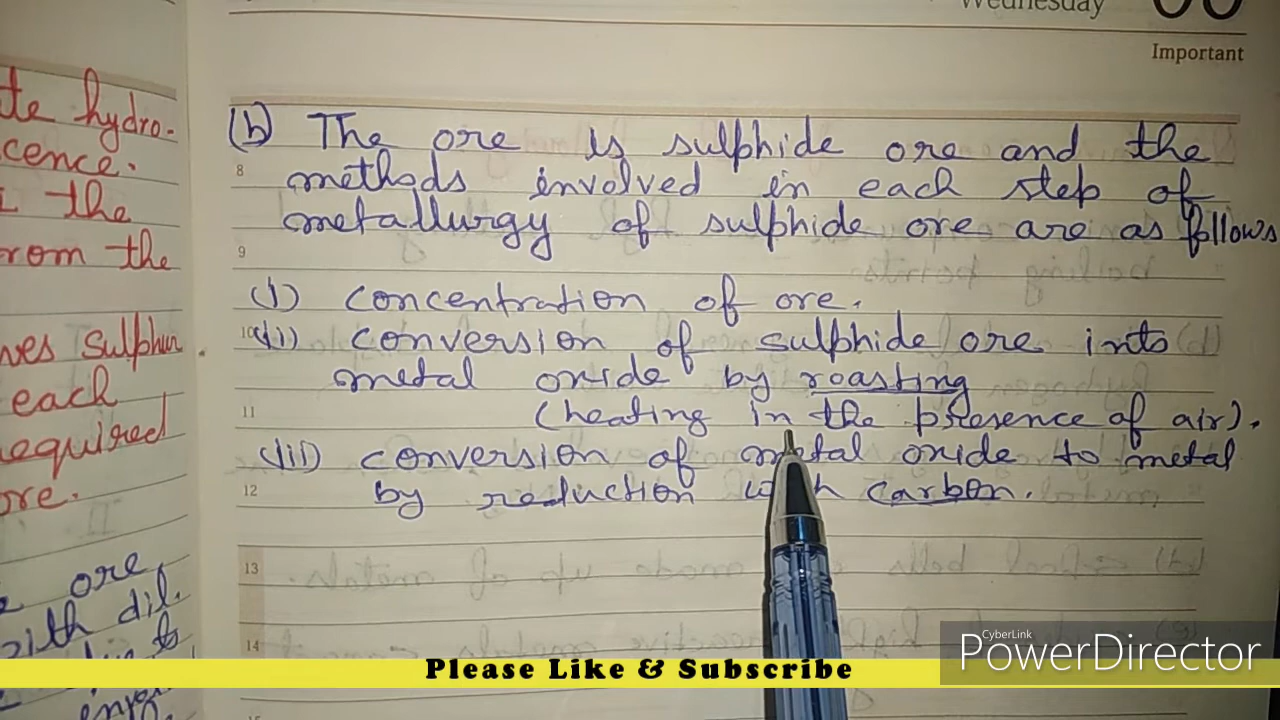 Wednesday 06
Important
te hydro-
cence.
the
rom the
ves sulphur
each
equired
ore.
ore,
with dil.
(b) The ore is sulphide ore and the
methods involved in each step of
metallurgy of sulphide ore are as follows
(i) concentration of ore.
(ii) conversion of sulphide ore into
metal oxide by roasting
(heating in the presence of air).
(iii) conversion of metal oxide to metal
by reduction with carbon.
8
9
10
11
12
13
14
Please Like & Subscribe
CyberLink
PowerDirector